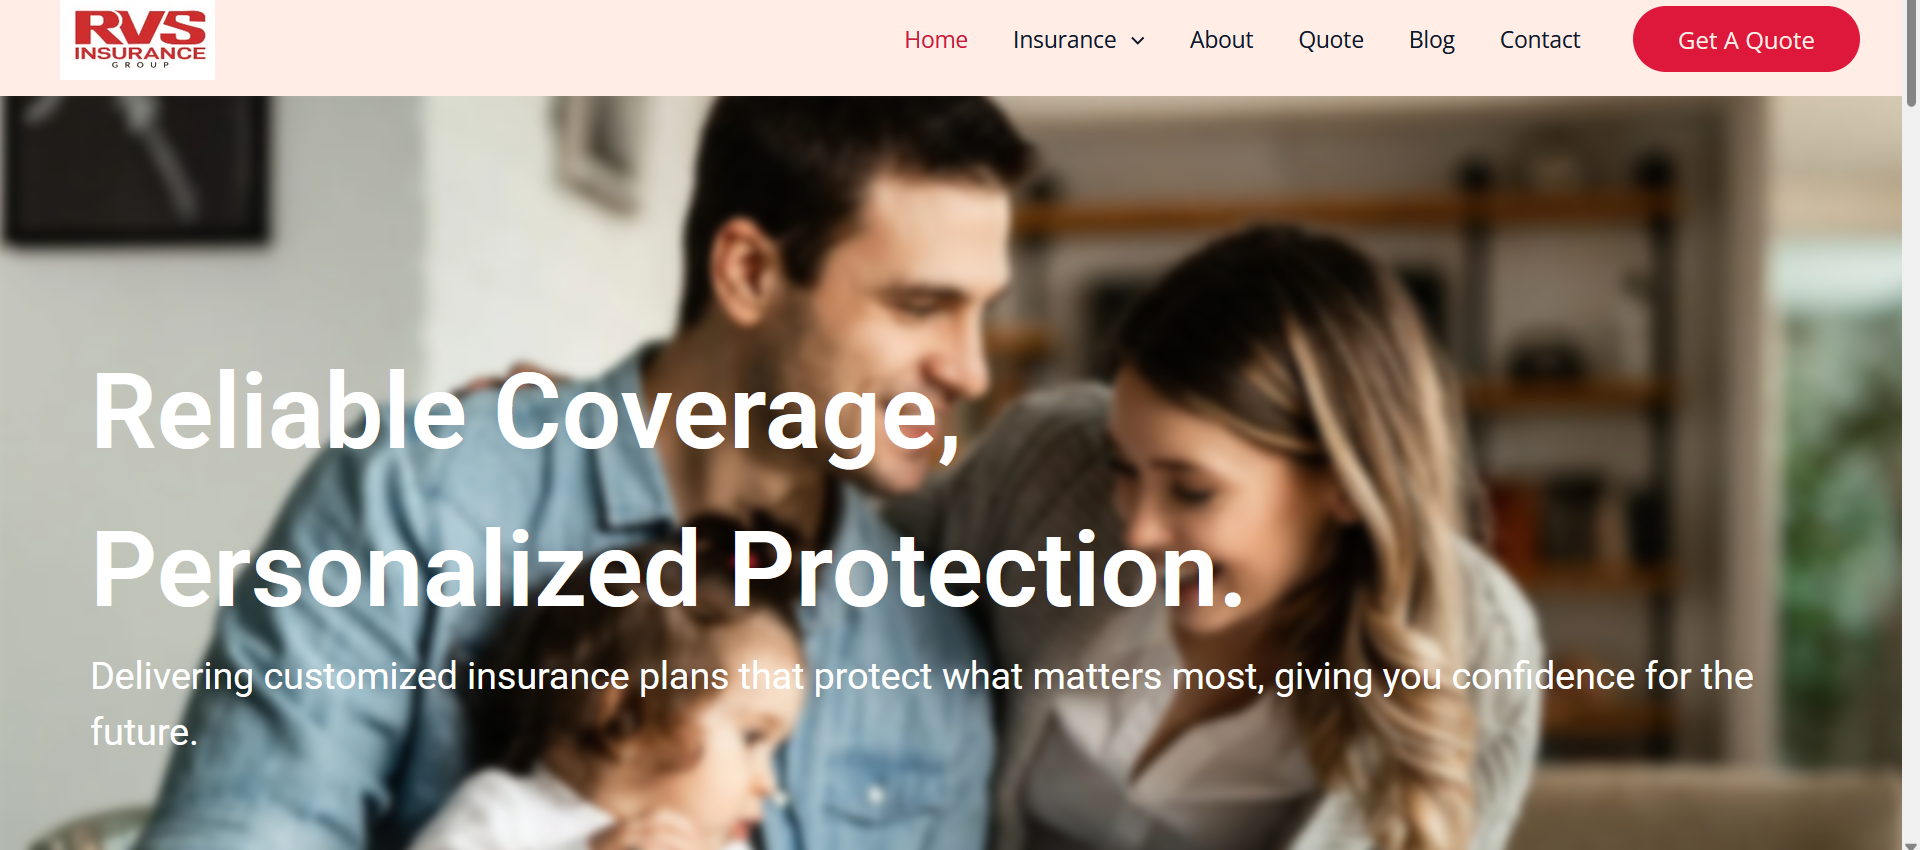 RVS
INSURANCE
GROUP
Home Insurance About Quote Blog Contact Get A Quote
Reliable Coverage,
Personalized Protection.
Delivering customized insurance plans that protect what matters most, giving you confidence for the
future.